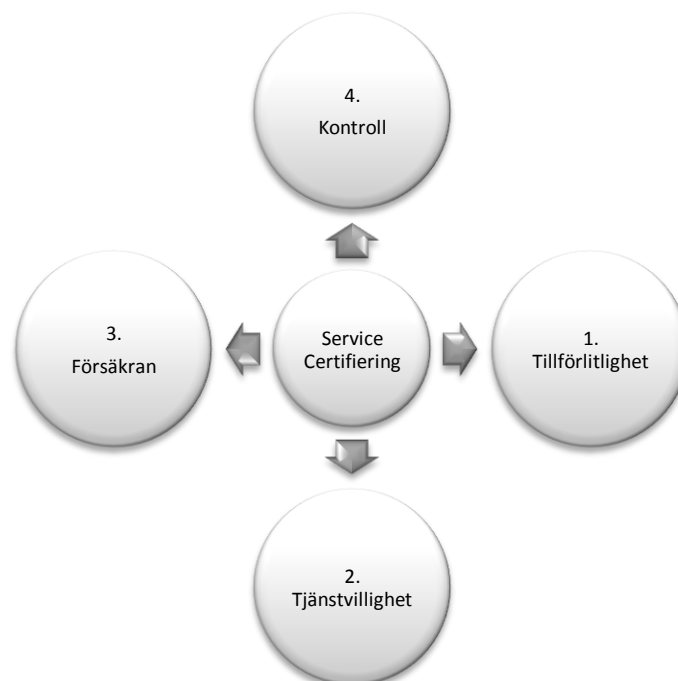 4.
Kontroll
3.
Försäkran
Service
Certifiering
1.
Tillförlitlighet
2.
Tjänstvillighet